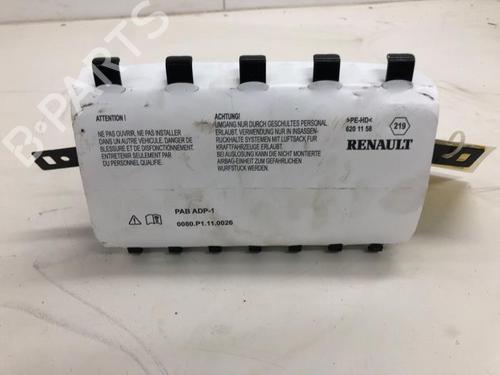 B-PARTS
ATTENTION !
NE PAS OUVRIR, NE PAS INSTALLER
DANS UN AUTRE VEHICULE. DANGER DE
BLESSURE ET DE DISFONCTIONNEMENT.
ENTRETENIR SEULEMENT PAR
DU PERSONNEL QUALIFIE.
ACHTUNG!
UMGANG NUR DURCH GESCHULTES PERSONAL
ERLAUBT, VERWENDUNG NUR IN INSASSEN-
RÜCKHALTE SYSTEMEN MIT LUFTSACK FUR
KRAFTFAHRZEUGE ERLAUBT.
BEI AUSLOSUNG KANN DIE NICHT MONTIERTE
AIRBAG-EINHEIT ZUM GEFÄHRLICHEN
WURFSTÜCK WERDEN.
>PE-HD<
620 11 58
219
RENAULT
PAB ADP-1
0080.P1.11.0026